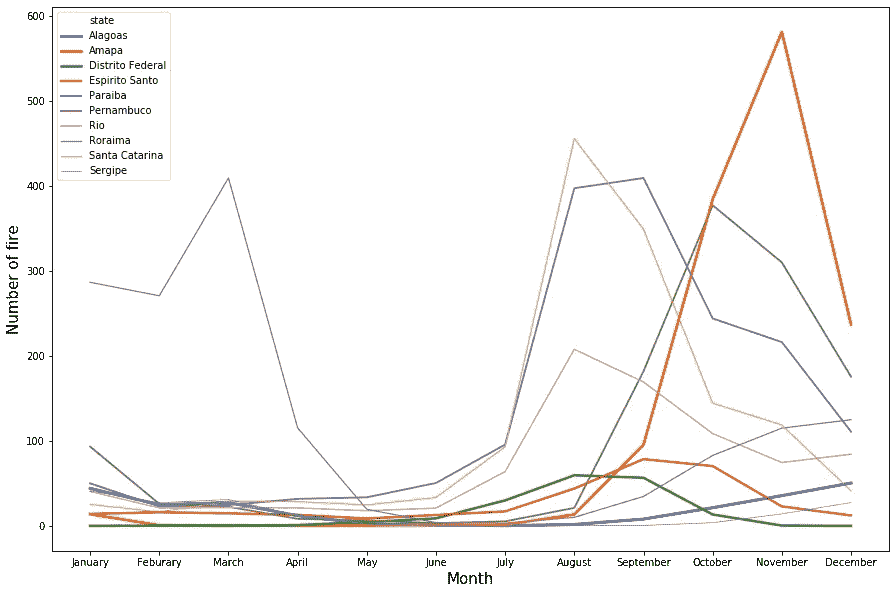 state
Alagoas
Amapa
Distrito Federal
Espirito Santo
Paraiba
Pernambuco
Rio
Roraima
Santa Catarina
Sergipe
600
500
400
300
200
100
0
Number of fire
January Feburary March April May June July August September October November December
Month